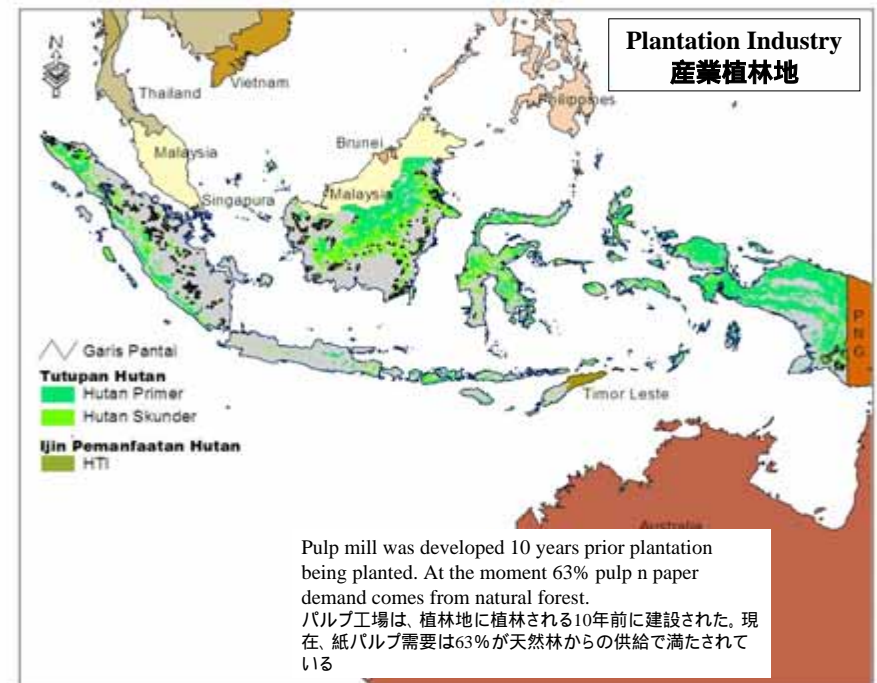 Plantation Industry
産業植林地
N
Thailand
Vietnam
Philippines
Malaysia
Brunei
Malaysia
Singapura
PNG
Garis Pantai
Tutupan Hutan
Hutan Primer
Hutan Skunder
Ijin Pemanfaatan Hutan
HTI
Timor Leste
Australia
Pulp mill was developed 10 years prior plantation
being planted. At the moment 63% pulp n paper
demand comes from natural forest.
パルプ工場は、植林地に植林される10年前に建設された。現
在、紙パルプ需要は63%が天然林からの供給で満たされて
いる